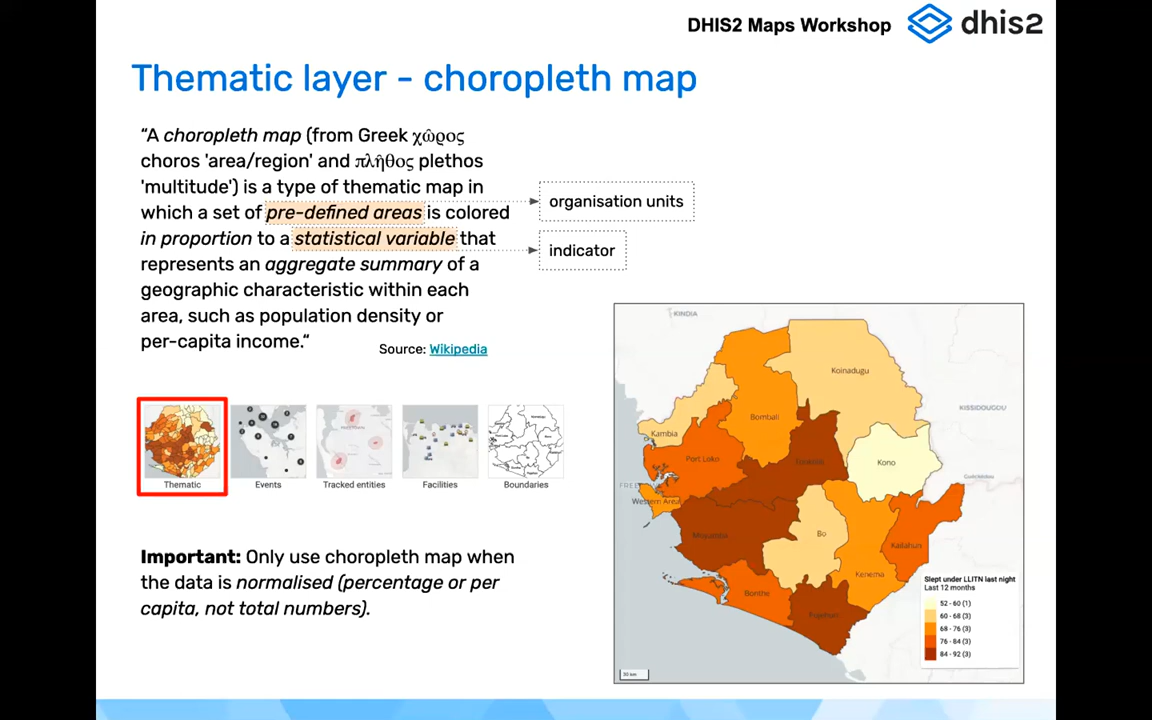 DHIS2 Maps Workshop
dhis2
Thematic layer - choropleth map
“A choropleth map (from Greek χῶρος
choros 'area/region' and πλῆθος plethos
'multitude') is a type of thematic map in
which a set of pre-defined areas is colored
in proportion to a statistical variable that
represents an aggregate summary of a
geographic characteristic within each
area, such as population density or
per-capita income.“
Source: Wikipedia
organisation units
indicator
Thematic
Events
Tracked entities
Facilities
Boundaries
Important: Only use choropleth map when
the data is normalised (percentage or per
capita, not total numbers).
KINDIA
Koinadugu
KISSIDOUGOU
Bombali
Kambia
Port Loko
Tonkolili
Kono
Western Area
Moyamba
Bo
Kailahun
Kenema
Bonthe
Pujehun
Slept under LLITN last night
Last 12 months
52 - 60 (1)
60 - 68 (3)
68 - 76 (3)
76 - 84 (3)
84 - 92 (3)